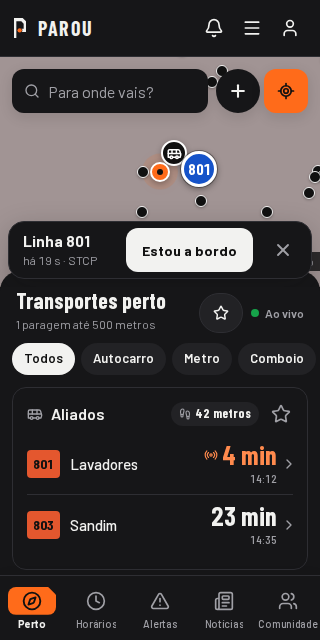 PAROU
Para onde vais?
801
Linha 801
há 19 s · STCP
Estou a bordo
Transportes perto
1 paragem até 500 metros
Ao vivo
Todos
Autocarro
Metro
Comboio
Aliados
42 metros
801
Lavadores
4 min
14:12
803
Sandim
23 min
14:35
Perto
Horários
Alertas
Notícias
Comunidade